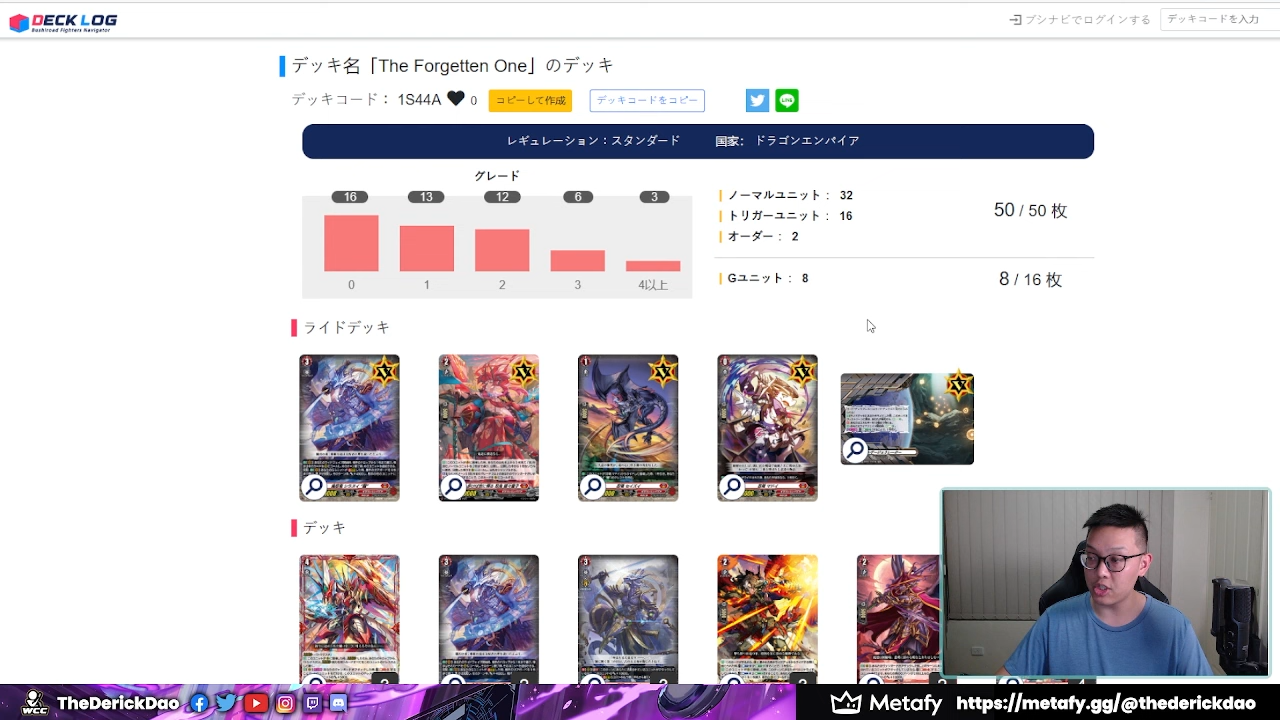 DECK LOG
Bushiroad Fighters Navigator
ブシナビでログインする
デッキコードを入力
デッキ名「The Forgetten One」のデッキ
デッキコード： 1S44A 0
コピーして作成
デッキコードをコピー
レギュレーション：スタンダード 国家： ドラゴンエンパイア
グレード
16 13 12 6 3
0 1 2 3 4以上
ノーマルユニット： 32
トリガーユニット： 16
オーダー： 2
50 / 50 枚
Gユニット： 8
8 / 16 枚
ライドデッキ
デッキ
WCC
TheDerickDao
Metafy
https://metafy.gg/@thederickdao